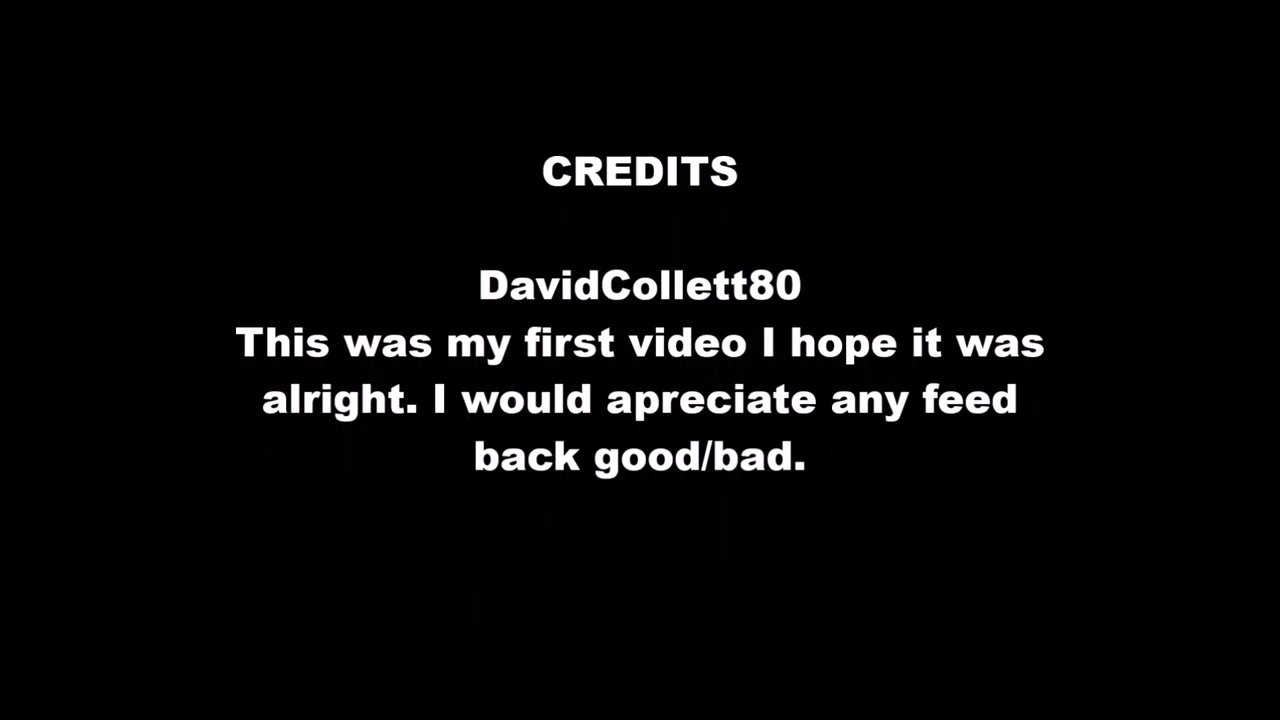 CREDITS
DavidCollett80
This was my first video I hope it was
alright. I would apreciate any feed
back good/bad.